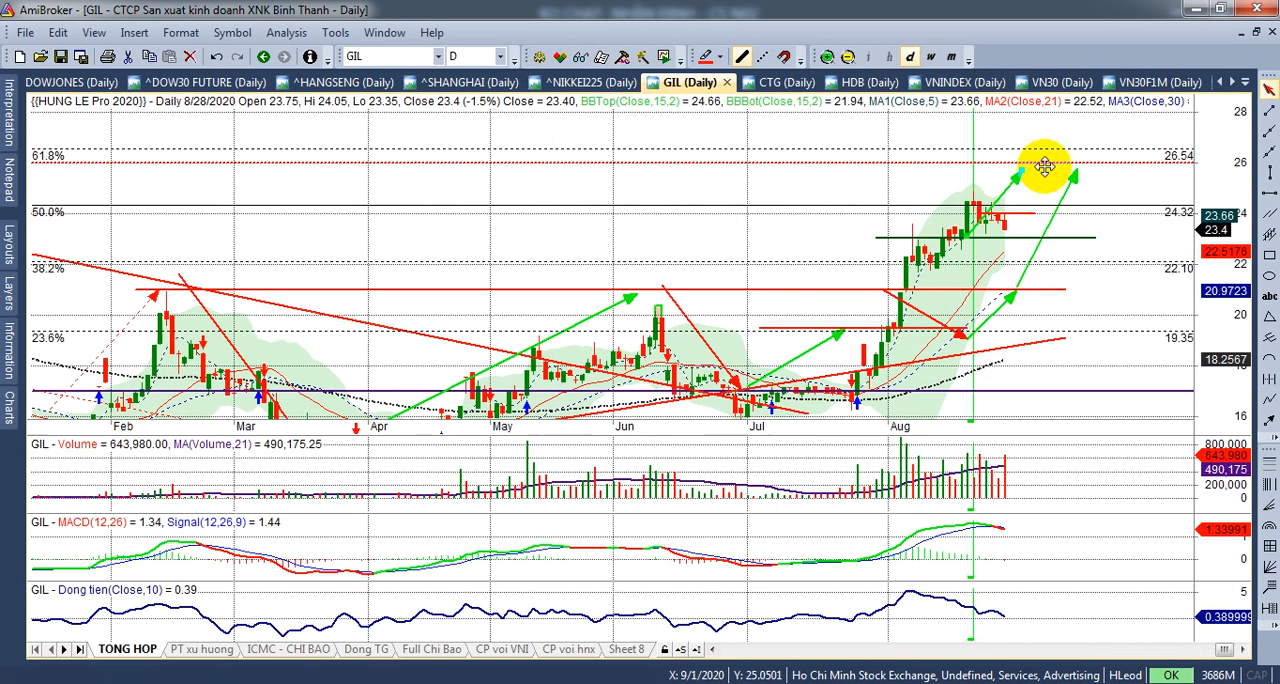 AmiBroker - [GIL - CTCP San xuat kinh doanh XNK Binh Thanh - Daily]
File Edit View Insert Format Symbol Analysis Tools Window Help
GIL D i h d w m
DOWJONES (Daily) ^DOW30 FUTURE (Daily) ^HANGSENG (Daily) ^SHANGHAI (Daily) ^NIKKEI225 (Daily) GIL (Daily) CTG (Daily) HDB (Daily) VNINDEX (Daily) VN30 (Daily) VN30F1M (Daily)
{{HUNG LE Pro 2020}} - Daily 8/28/2020 Open 23.75, Hi 24.05, Lo 23.35, Close 23.4 (-1.5%) Close = 23.40, BBTop(Close,15,2) = 24.66, BBBot(Close,15,2) = 21.94, MA1(Close,5) = 23.66, MA2(Close,21) = 22.52, MA3(Close,30)
Interpretation
Notepad
Layouts
Layers
Information
Charts
abc
28
61.8% 26.54
26
50.0% 24.32
24
23.66
23.4
22.5176
38.2% 22.10
22
20.9723
20
23.6% 19.35
18.2567
16
Feb Mar Apr May Jun Jul Aug
GIL - Volume = 643,980.00, MA(Volume,21) = 490,175.25
800,000
643,980
490,175
200,000
0
GIL - MACD(12,26) = 1.34, Signal(12,26,9) = 1.44
1.33991
0
GIL - Dong tien(Close,10) = 0.39
5
0.389999
TONG HOP PT xu huong ICMC - CHI BAO Dong TG Full Chi Bao CP voi VNI CP voi hnx Sheet 8
X: 9/1/2020 Y: 25.0501 Ho Chi Minh Stock Exchange, Undefined, Services, Advertising HLeod OK 3686M CAP